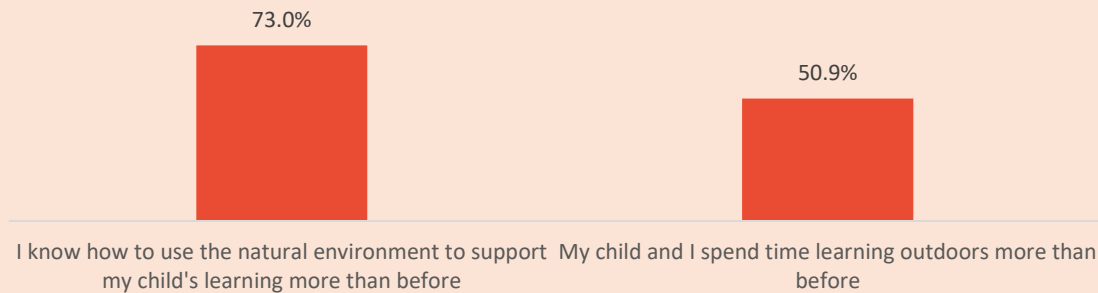 73.0%
50.9%
I know how to use the natural environment to support
my child's learning more than before
My child and I spend time learning outdoors more than
before